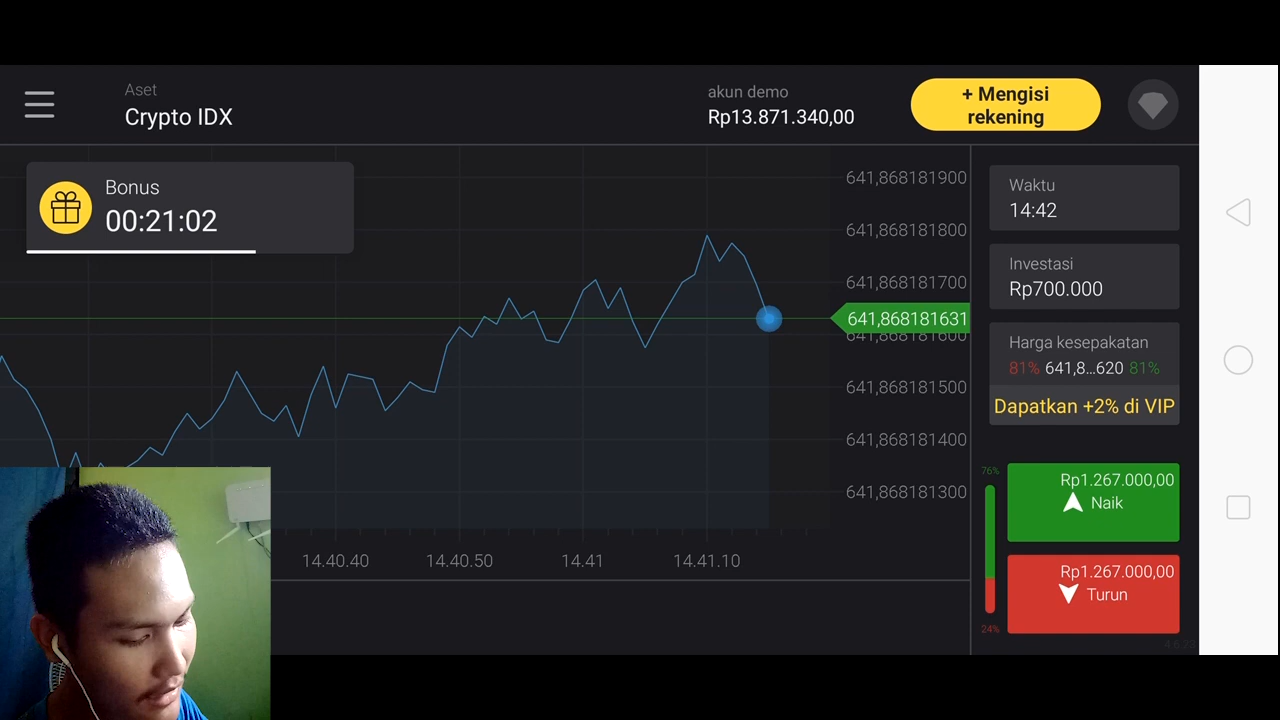 Aset
Crypto IDX
akun demo
Rp13.871.340,00
+ Mengisi
rekening
Bonus
00:21:02
641,868181900
641,868181800
641,868181700
641,868181631
641,868181600
641,868181500
641,868181400
641,868181300
14.40.40
14.40.50
14.41
14.41.10
Waktu
14:42
Investasi
Rp700.000
Harga kesepakatan
81% 641,8...620 81%
Dapatkan +2% di VIP
76%
Rp1.267.000,00
Naik
Rp1.267.000,00
Turun
24%